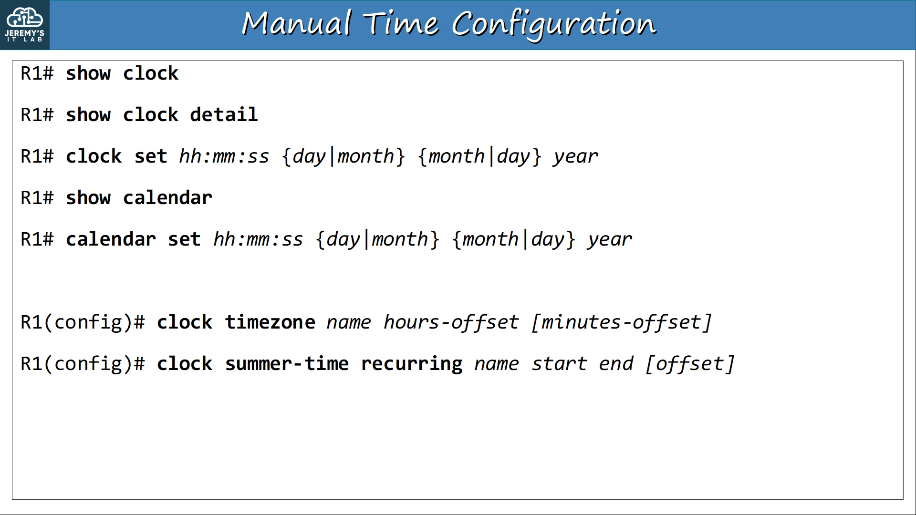 JEREMY'S
IT LAB
Manual Time Configuration
R1# show clock
R1# show clock detail
R1# clock set hh:mm:ss {day|month} {month|day} year
R1# show calendar
R1# calendar set hh:mm:ss {day|month} {month|day} year
R1(config)# clock timezone name hours-offset [minutes-offset]
R1(config)# clock summer-time recurring name start end [offset]